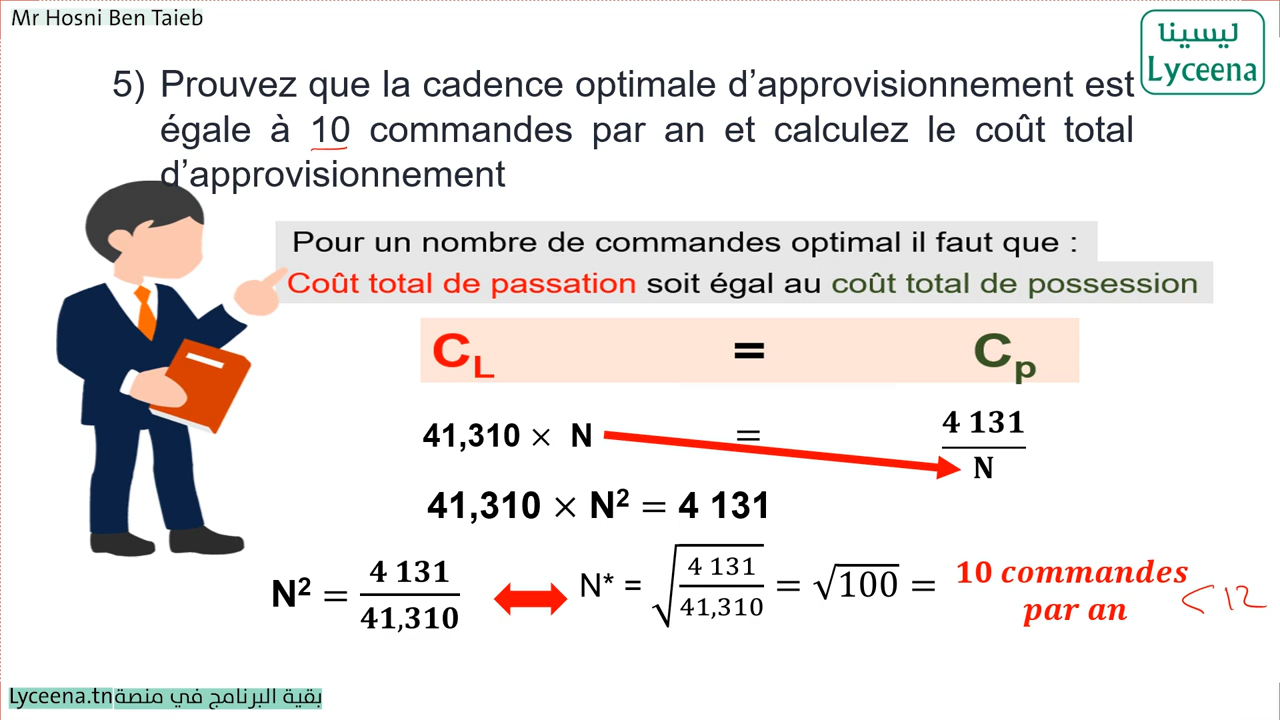 Mr Hosni Ben Taieb
ليسينا
Lyceena
5) Prouvez que la cadence optimale d’approvisionnement est
égale à 10 commandes par an et calculez le coût total
d’approvisionnement
Pour un nombre de commandes optimal il faut que :
Coût total de passation soit égal au coût total de possession
C_L = C_p
41,310 × N = 4 131 / N
41,310 × N² = 4 131
N² = 4 131 / 41,310 N* = √(4 131 / 41,310) = √100 = 10 commandes par an < 12
Lyceena.tn بقية البرنامج في منصة